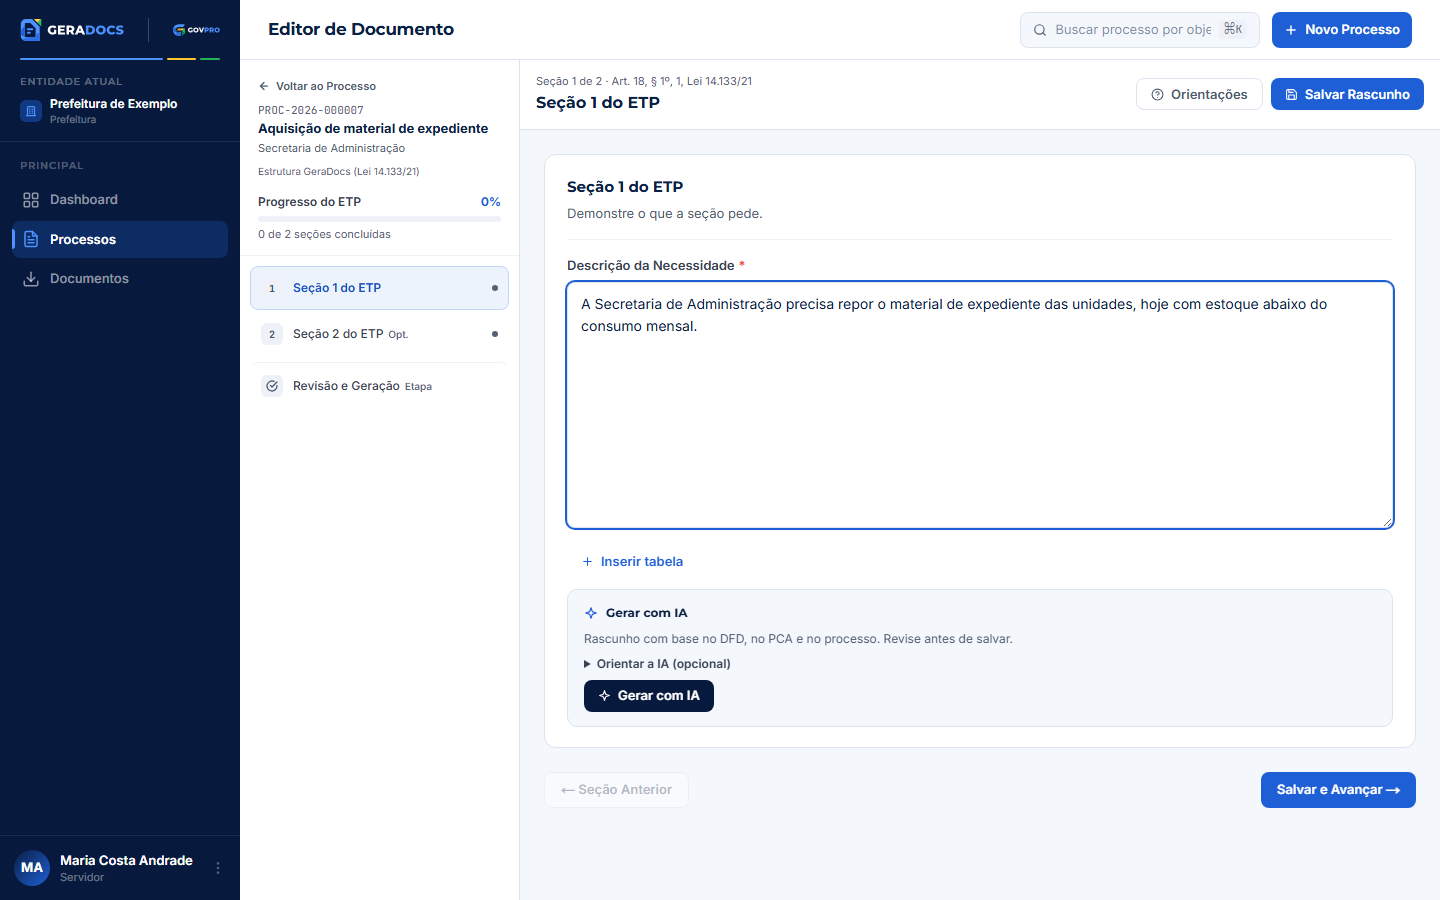 GERADOCS
GOVPRO
ENTIDADE ATUAL
Prefeitura de Exemplo
Prefeitura
PRINCIPAL
Dashboard
Processos
Documentos
MA
Maria Costa Andrade
Servidor
Editor de Documento
Buscar processo por obje
⌘K
+ Novo Processo
← Voltar ao Processo
PROC-2026-000007
Aquisição de material de expediente
Secretaria de Administração
Estrutura GeraDocs (Lei 14.133/21)
Progresso do ETP 0%
0 de 2 seções concluídas
1 Seção 1 do ETP
2 Seção 2 do ETP Opt.
Revisão e Geração Etapa
Seção 1 de 2 · Art. 18, § 1º, 1, Lei 14.133/21
Seção 1 do ETP
Orientações
Salvar Rascunho
Seção 1 do ETP
Demonstre o que a seção pede.
Descrição da Necessidade *
A Secretaria de Administração precisa repor o material de expediente das unidades, hoje com estoque abaixo do
consumo mensal.
+ Inserir tabela
Gerar com IA
Rascunho com base no DFD, no PCA e no processo. Revise antes de salvar.
▶ Orientar a IA (opcional)
Gerar com IA
← Seção Anterior
Salvar e Avançar →